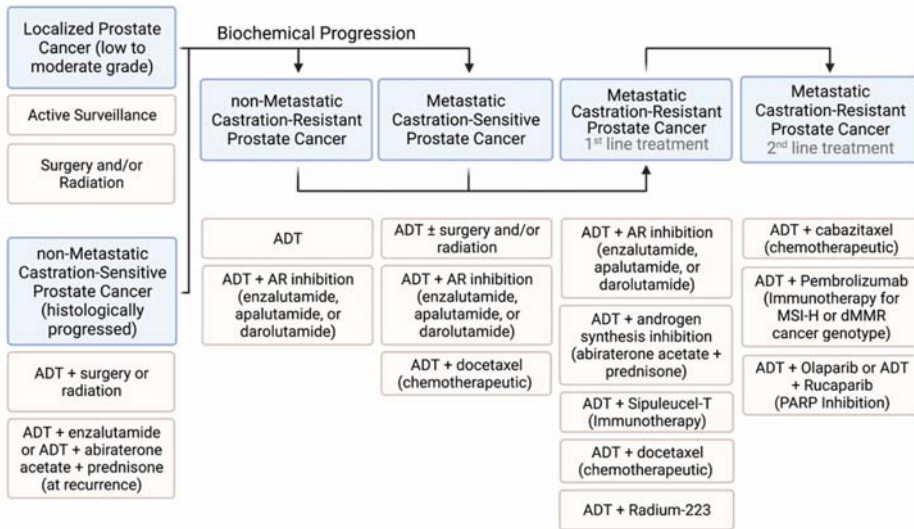 Localized Prostate
Cancer (low to
moderate grade)
Active Surveillance
Surgery and/or
Radiation
non-Metastatic
Castration-Sensitive
Prostate Cancer
(histologically
progressed)
ADT + surgery or
radiation
ADT + enzalutamide
or ADT + abiraterone
acetate + prednisone
(at recurrence)
Biochemical Progression
non-Metastatic
Castration-Resistant
Prostate Cancer
ADT
ADT + AR inhibition
(enzalutamide,
apalutamide, or
darolutamide)
Metastatic
Castration-Sensitive
Prostate Cancer
ADT ± surgery and/or
radiation
ADT + AR inhibition
(enzalutamide,
apalutamide, or
darolutamide)
ADT + docetaxel
(chemotherapeutic)
Metastatic
Castration-Resistant
Prostate Cancer
1st line treatment
ADT + AR inhibition
(enzalutamide,
apalutamide, or
darolutamide)
ADT + androgen
synthesis inhibition
(abiraterone acetate +
prednisone)
ADT + Sipuleucel-T
(Immunotherapy)
ADT + docetaxel
(chemotherapeutic)
ADT + Radium-223
Metastatic
Castration-Resistant
Prostate Cancer
2nd line treatment
ADT + cabazitaxel
(chemotherapeutic)
ADT + Pembrolizumab
(Immunotherapy for
MSI-H or dMMR
cancer genotype)
ADT + Olaparib or ADT
+ Rucaparib
(PARP Inhibition)